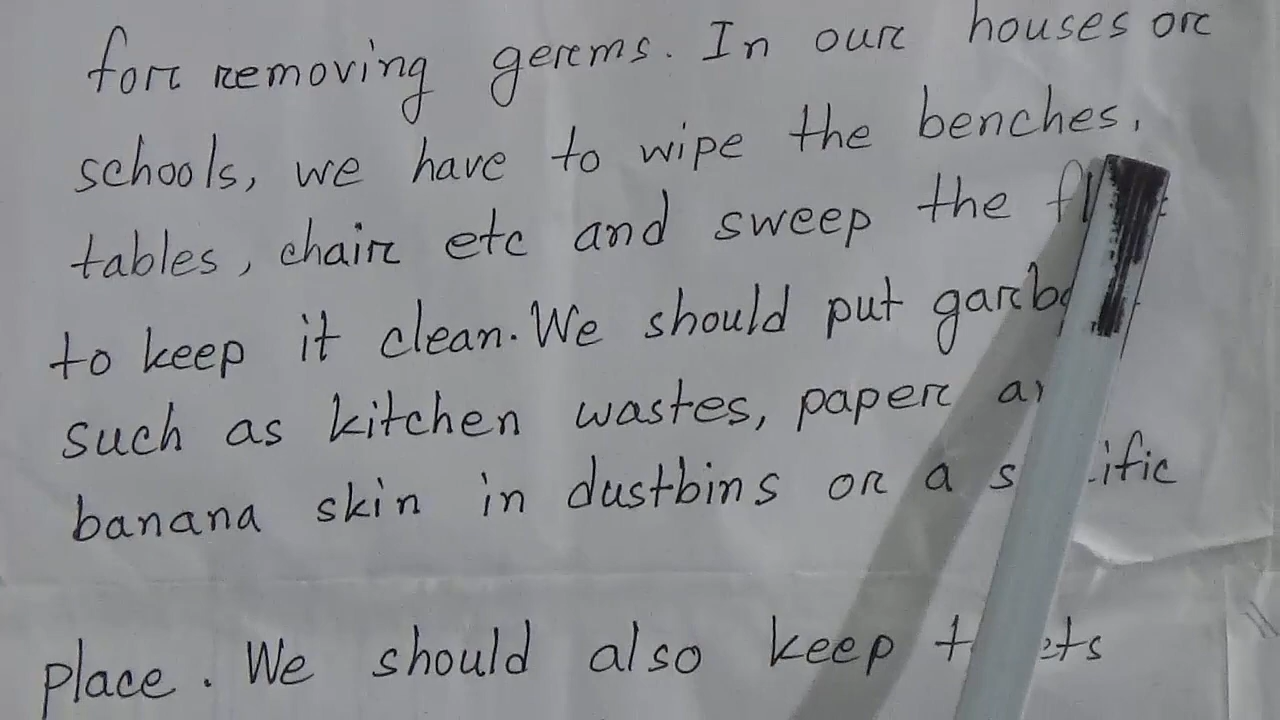 for removing germs. In our houses or
schools, we have to wipe the benches,
tables, chair etc and sweep the
to keep it clean. We should put
such as kitchen wastes, paper
banana skin in dustbins or a
place. We should also keep